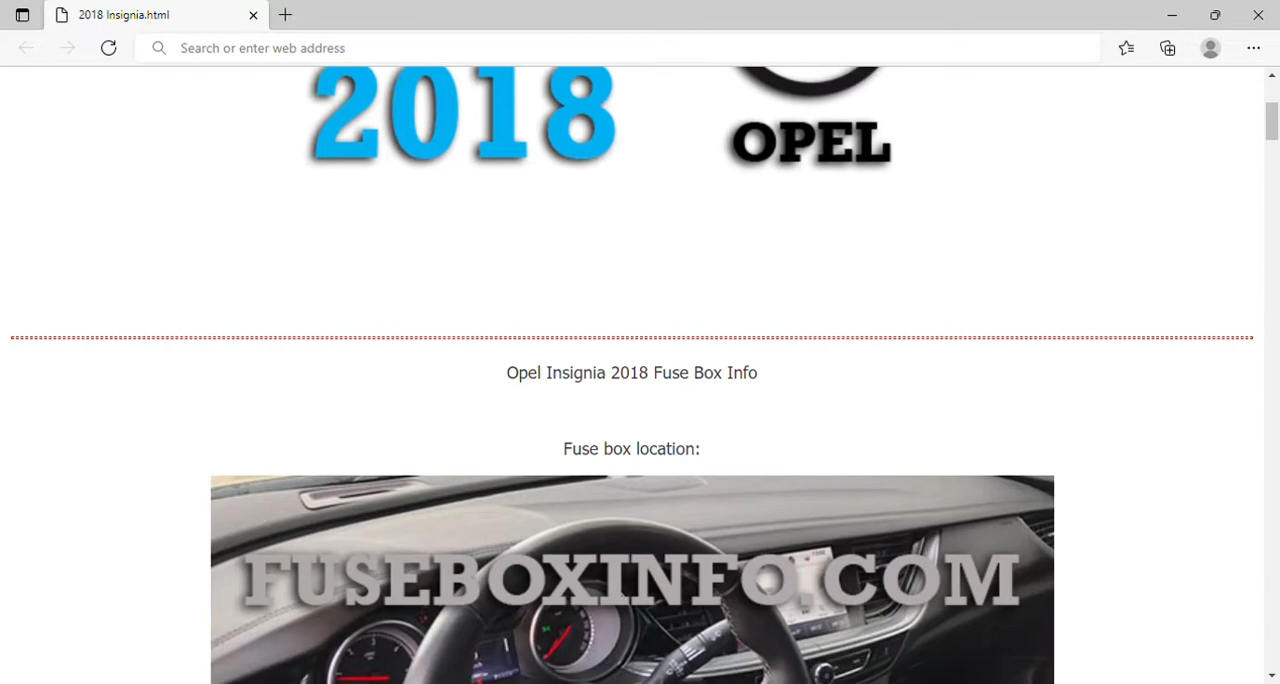 2018 Insignia.html
Search or enter web address
2018
OPEL
Opel Insignia 2018 Fuse Box Info
Fuse box location:
FUSEBOXINFO.COM